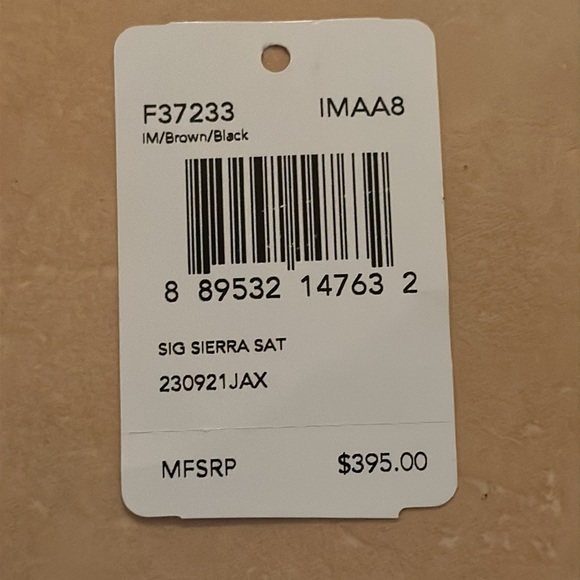 F37233 IMAA8
IM/Brown/Black
8 89532 14763 2
SIG SIERRA SAT
230921JAX
MFSRP $395.00